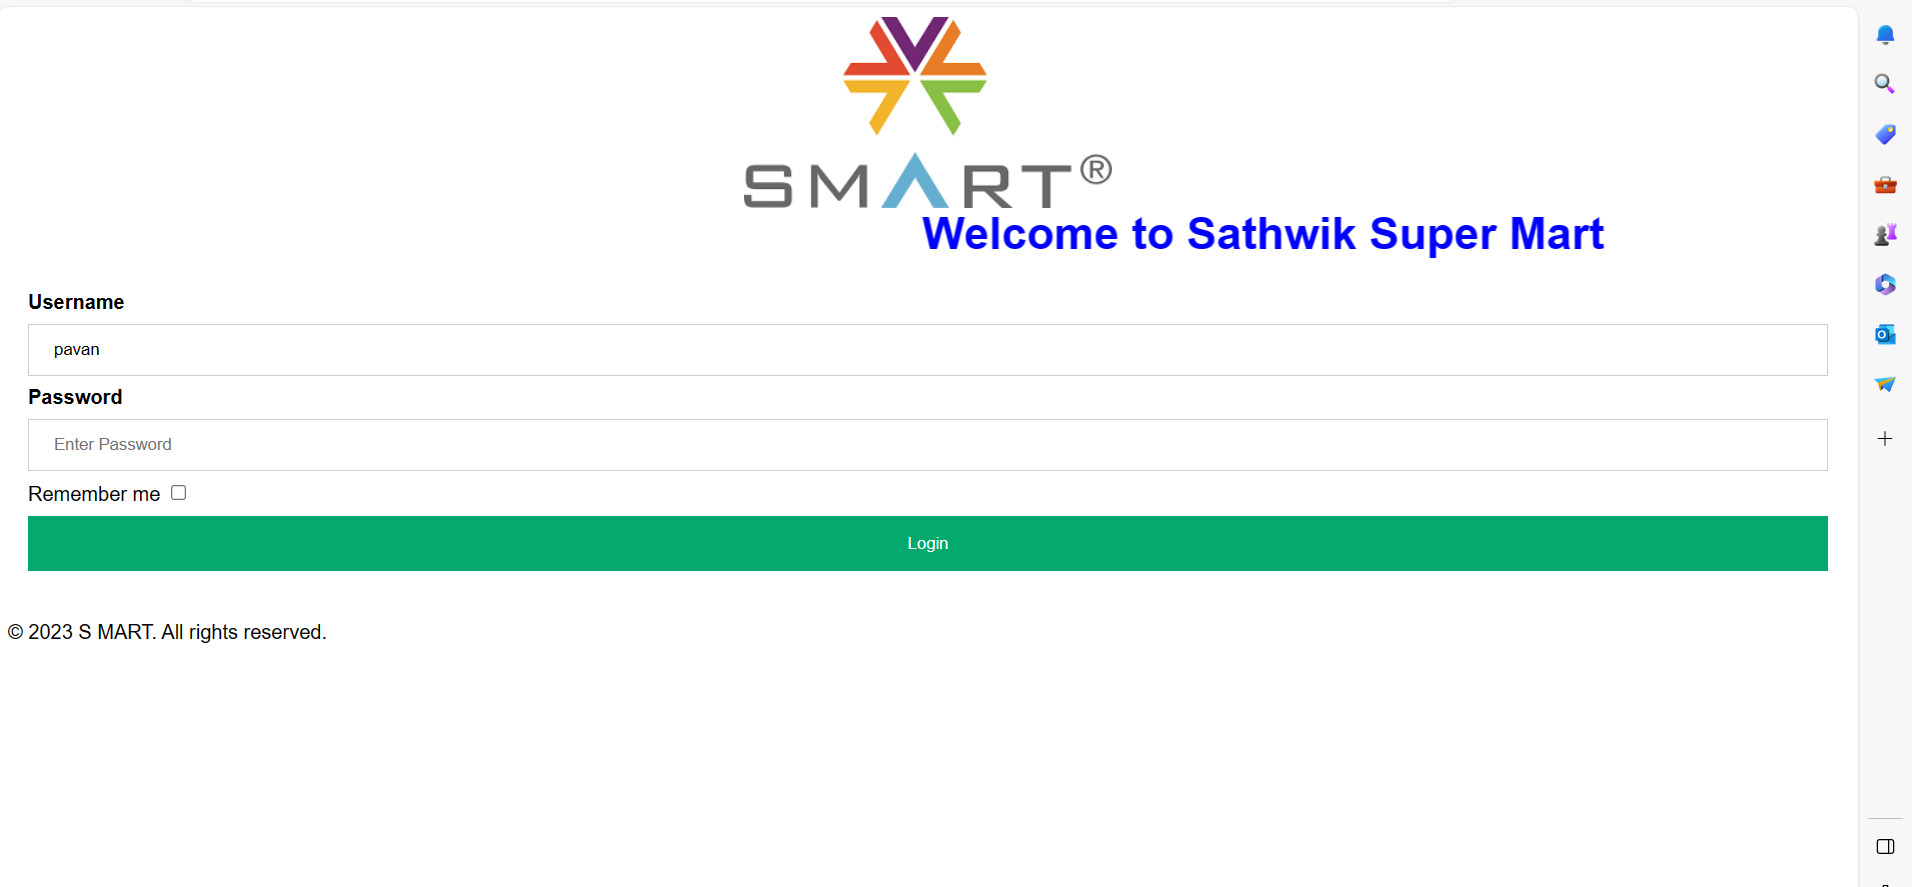 SMART®
Welcome to Sathwik Super Mart
Username
pavan
Password
Enter Password
Remember me
Login
© 2023 S MART. All rights reserved.